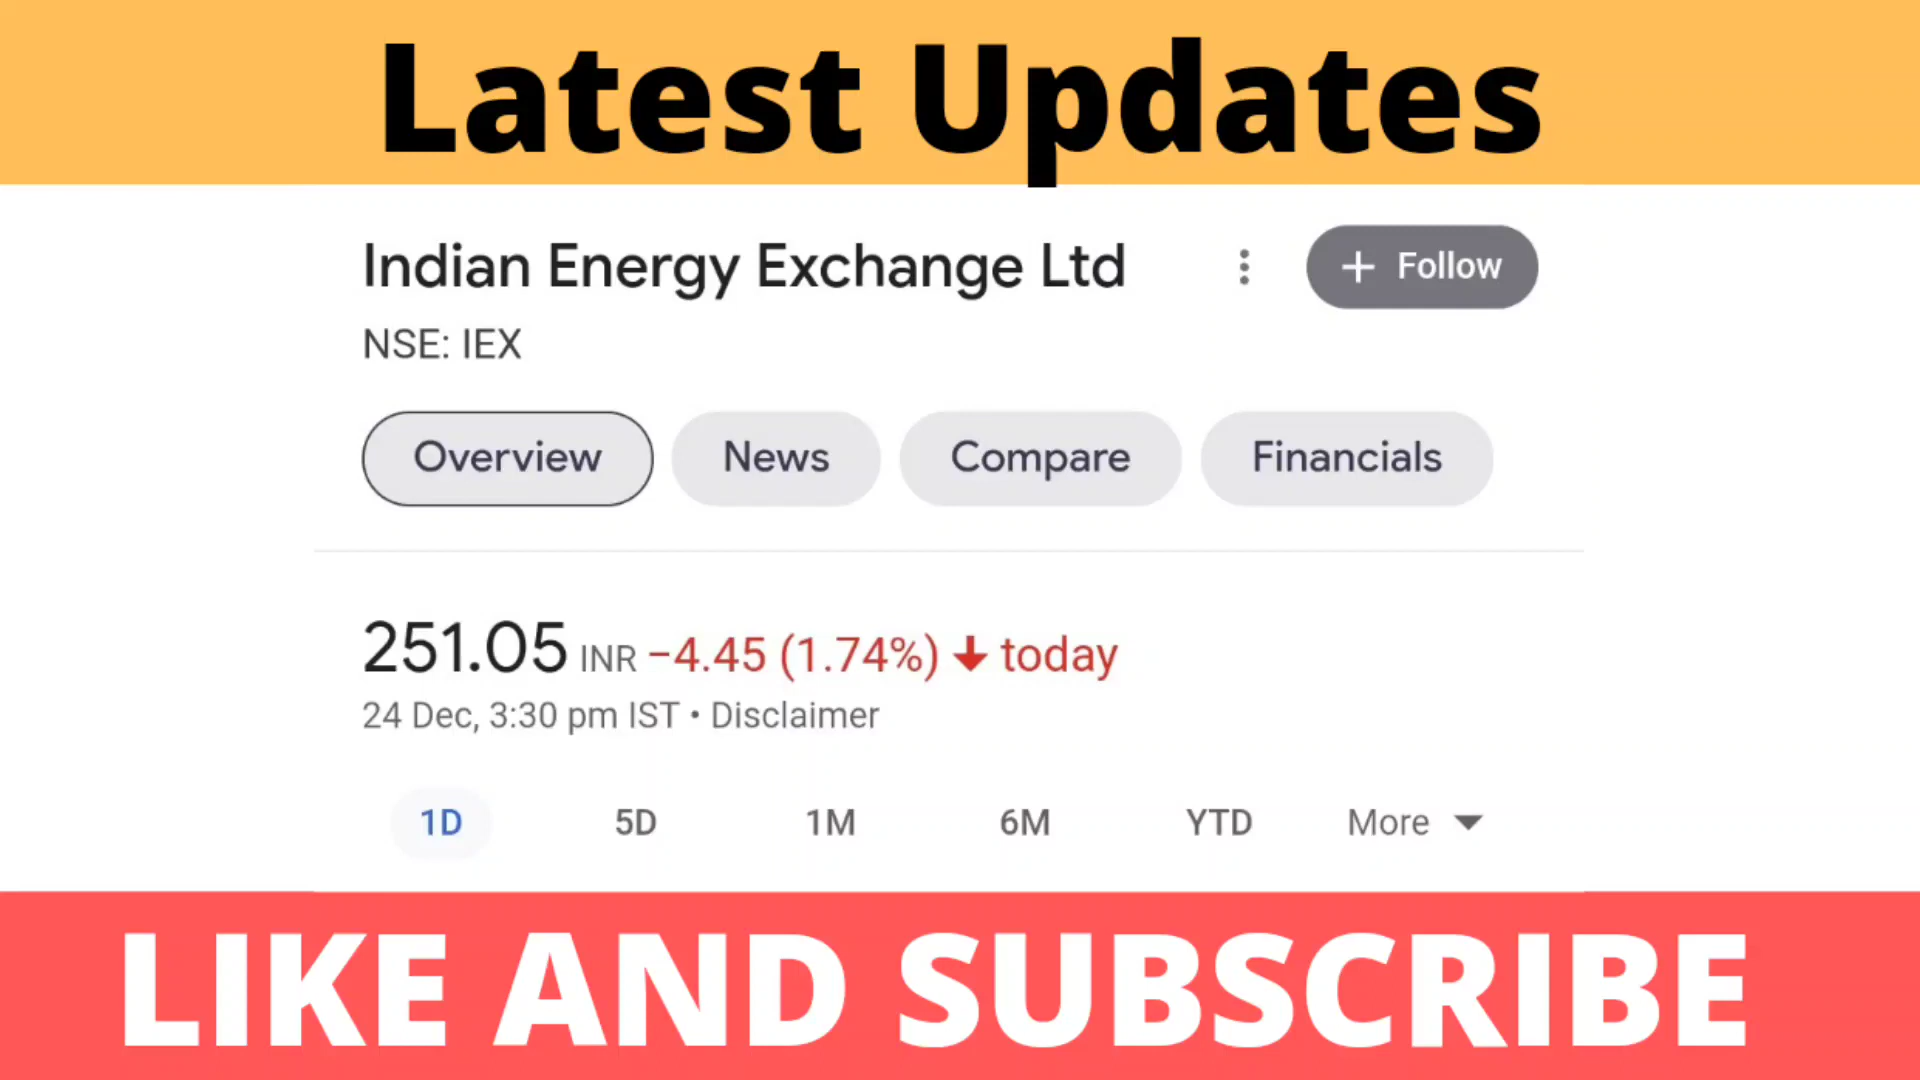 Latest Updates
Indian Energy Exchange Ltd
+ Follow
NSE: IEX
Overview News Compare Financials
251.05 INR −4.45 (1.74%) ↓ today
24 Dec, 3:30 pm IST • Disclaimer
1D 5D 1M 6M YTD More
LIKE AND SUBSCRIBE